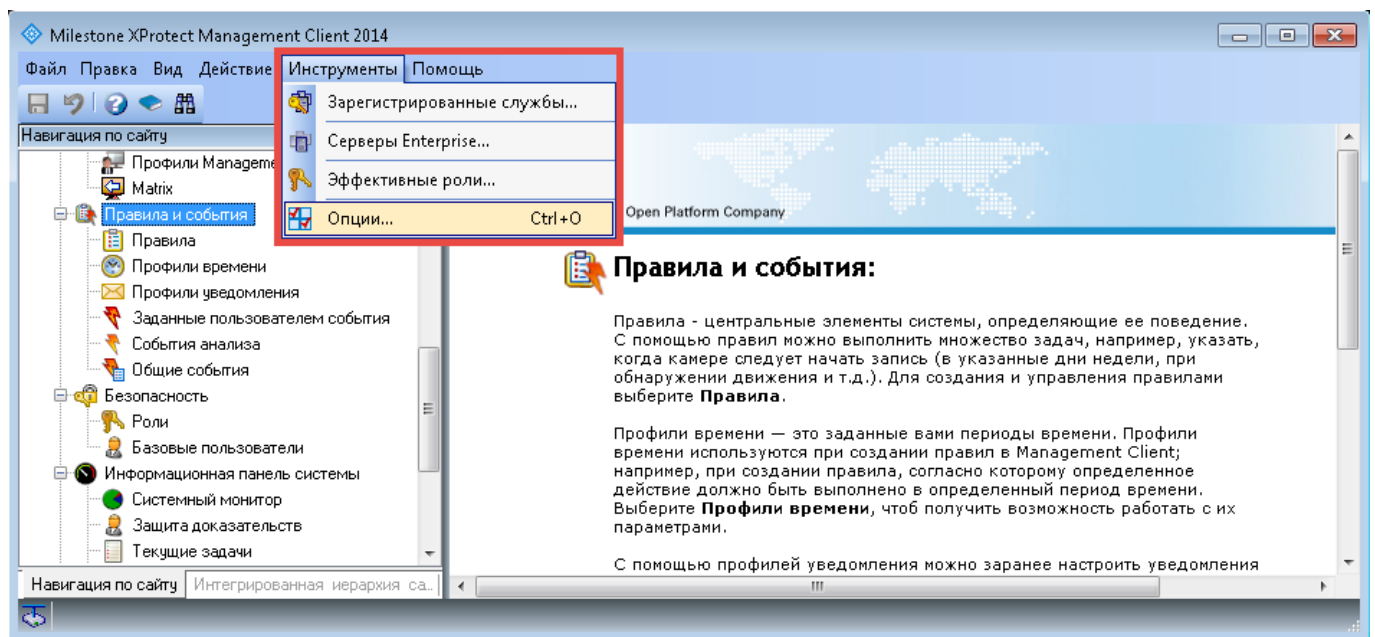 Milestone XProtect Management Client 2014
Файл Правка Вид Действие Инструменты Помощь
Зарегистрированные службы...
Серверы Enterprise...
Эффективные роли...
Опции... Ctrl+O
Навигация по сайту
Профили Manageme
Matrix
Правила и события
Правила
Профили времени
Профили уведомления
Заданные пользователем события
События анализа
Общие события
Безопасность
Роли
Базовые пользователи
Информационная панель системы
Системный монитор
Защита доказательств
Текущие задачи
Навигация по сайту Интегрированная иерархия са...
Open Platform Company
Правила и события:
Правила - центральные элементы системы, определяющие ее поведение.
С помощью правил можно выполнить множество задач, например, указать,
когда камере следует начать запись (в указанные дни недели, при
обнаружении движения и т.д.). Для создания и управления правилами
выберите Правила.
Профили времени — это заданные вами периоды времени. Профили
времени используются при создании правил в Management Client;
например, при создании правила, согласно которому определенное
действие должно быть выполнено в определенный период времени.
Выберите Профили времени, чтоб получить возможность работать с их
параметрами.
С помощью профилей уведомления можно заранее настроить уведомления